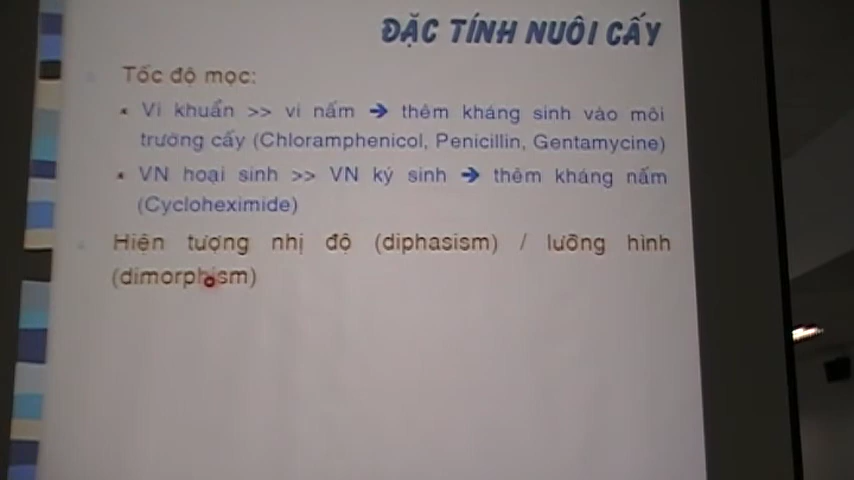 ĐẶC TÍNH NUÔI CẤY
Tốc độ mọc:
Vi khuẩn >> vi nấm ➔ thêm kháng sinh vào môi
trường cấy (Chloramphenicol, Penicillin, Gentamycine)
VN hoại sinh >> VN ký sinh ➔ thêm kháng nấm
(Cycloheximide)
Hiện tượng nhị độ (diphasism) / lưỡng hình
(dimorphism)